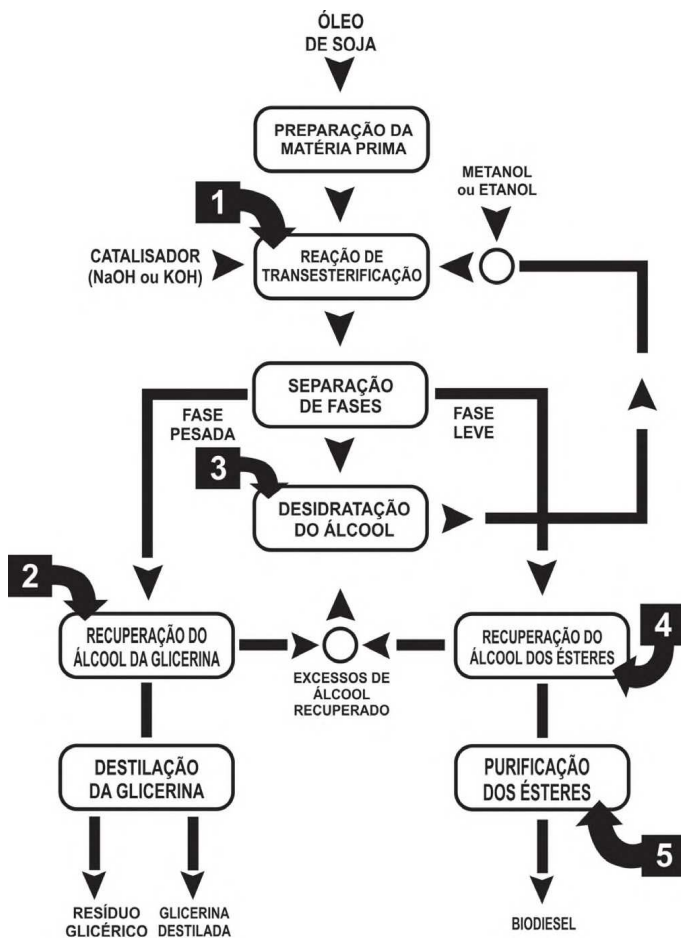 ÓLEO
DE SOJA
PREPARAÇÃO DA
MATÉRIA PRIMA
METANOL
ou ETANOL
1
CATALISADOR
(NaOH ou KOH)
REAÇÃO DE
TRANSESTERIFICAÇÃO
SEPARAÇÃO
DE FASES
FASE
PESADA
FASE
LEVE
3
DESIDRATAÇÃO
DO ÁLCOOL
2
RECUPERAÇÃO DO
ÁLCOOL DA GLICERINA
EXCESSOS DE
ÁLCOOL
RECUPERADO
4
RECUPERAÇÃO DO
ÁLCOOL DOS ÉSTERES
DESTILAÇÃO
DA GLICERINA
PURIFICAÇÃO
DOS ÉSTERES
5
RESÍDUO
GLICÉRICO
GLICERINA
DESTILADA
BIODIESEL